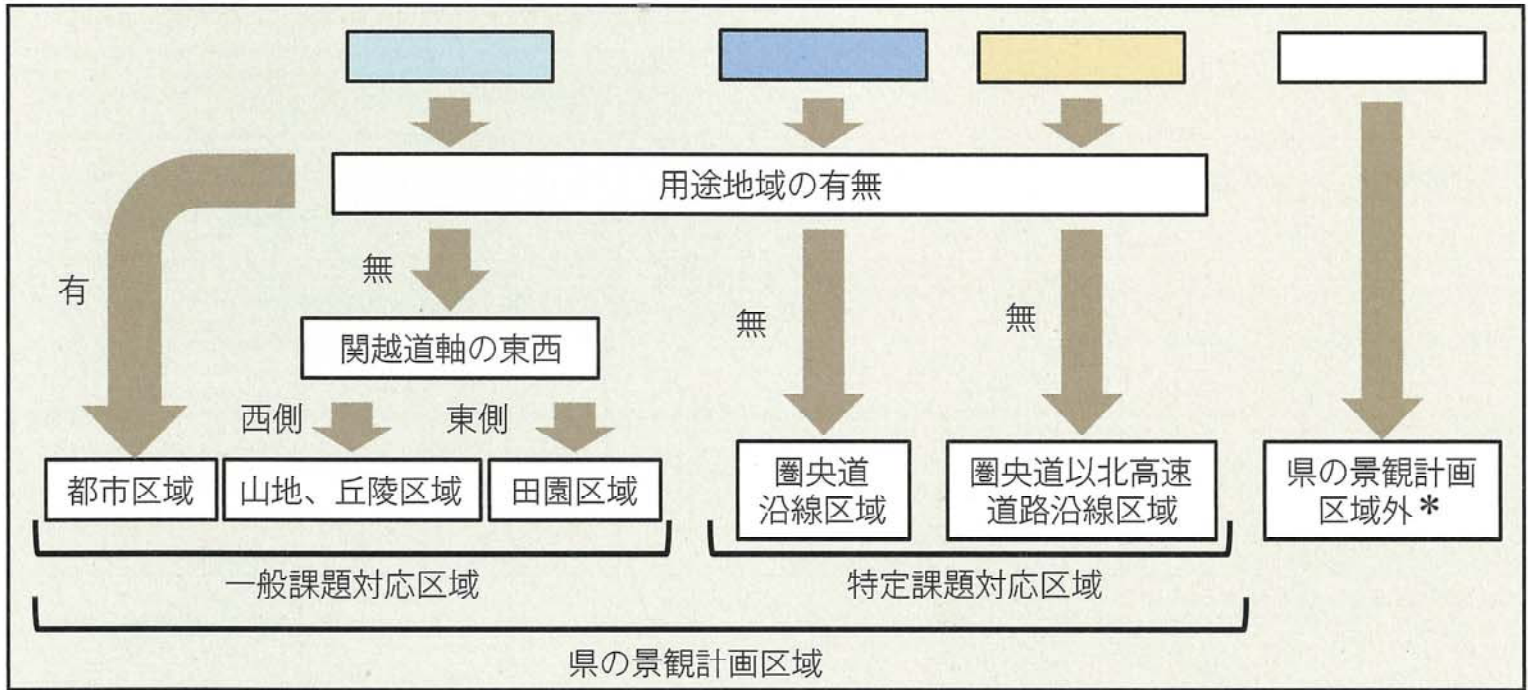 用途地域の有無
有
無
無
無
関越道軸の東西
西側
東側
都市区域
山地、丘陵区域
田園区域
圏央道
沿線区域
圏央道以北高速
道路沿線区域
県の景観計画
区域外*
一般課題対応区域
特定課題対応区域
県の景観計画区域